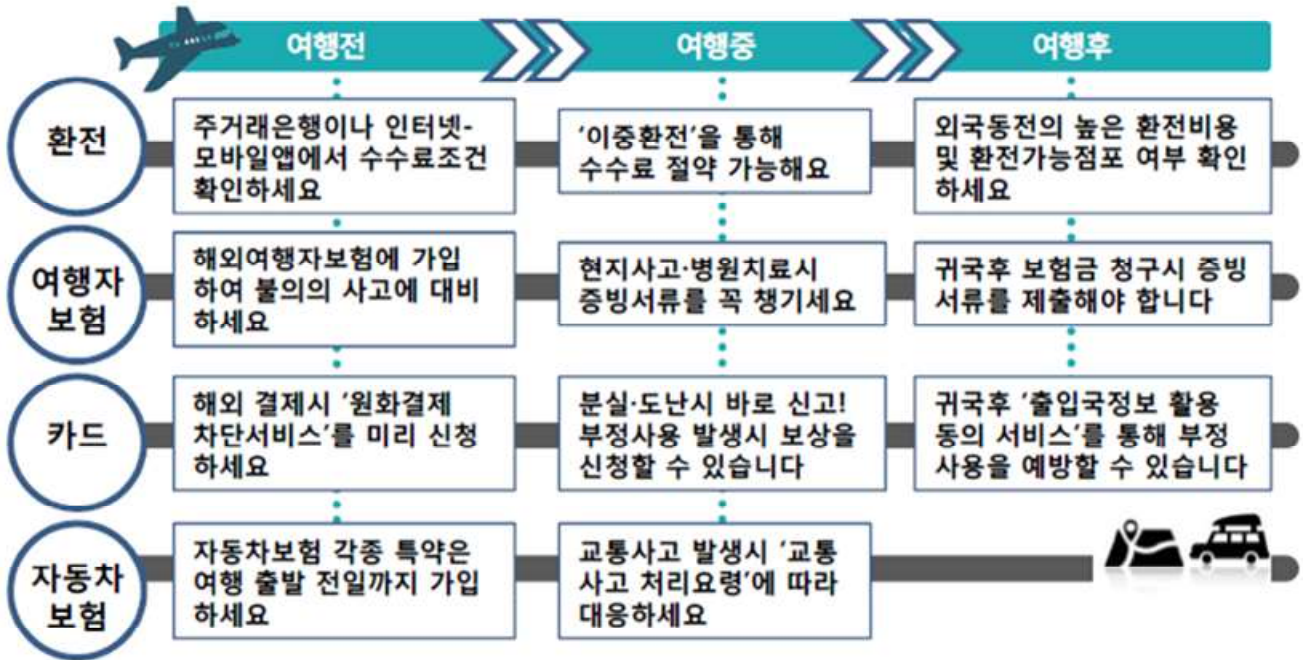 여행전
여행중
여행후
환전
주거래은행이나 인터넷-
모바일앱에서 수수료조건
확인하세요
'이중환전'을 통해
수수료 절약 가능해요
외국동전의 높은 환전비용
및 환전가능점포 여부 확인
하세요
여행자
보험
해외여행자보험에 가입
하여 불의의 사고에 대비
하세요
현지사고·병원치료시
증빙서류를 꼭 챙기세요
귀국후 보험금 청구시 증빙
서류를 제출해야 합니다
카드
해외 결제시 '원화결제
차단서비스'를 미리 신청
하세요
분실·도난시 바로 신고!
부정사용 발생시 보상을
신청할 수 있습니다
귀국후 '출입국정보 활용
동의 서비스'를 통해 부정
사용을 예방할 수 있습니다
자동차
보험
자동차보험 각종 특약은
여행 출발 전일까지 가입
하세요
교통사고 발생시 '교통
사고 처리요령'에 따라
대응하세요